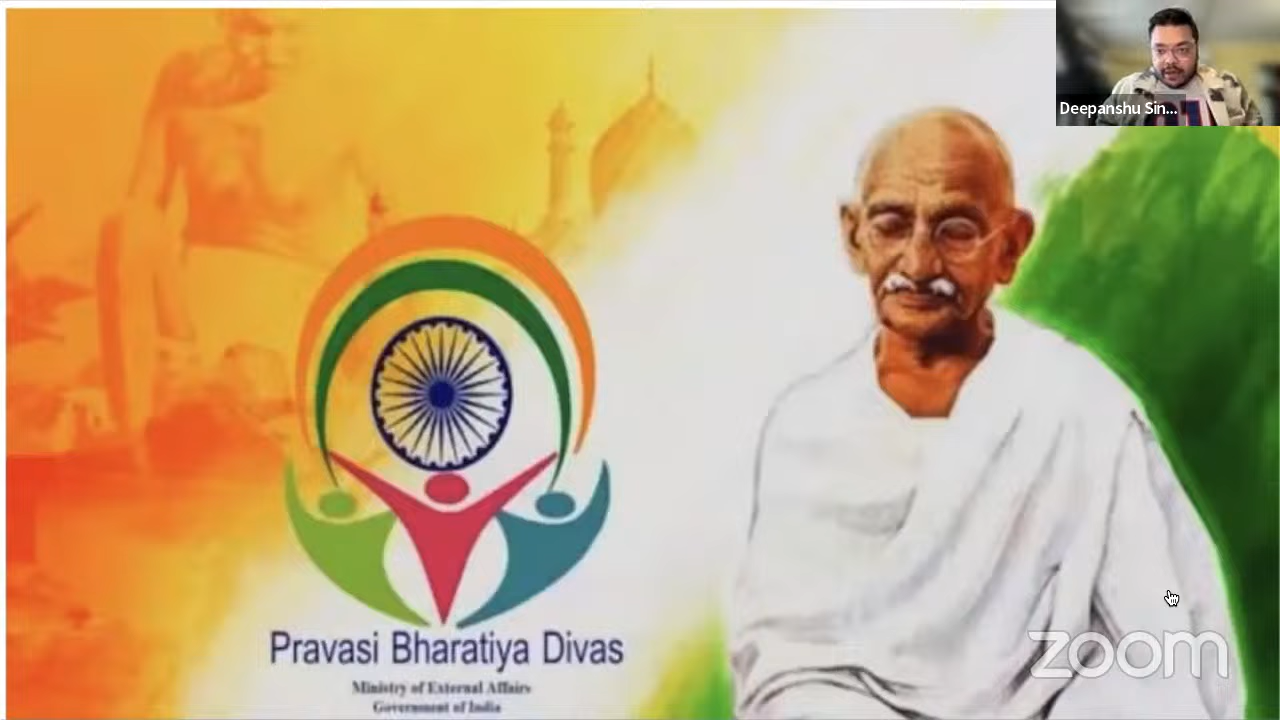 Deepanshu Sin...
Pravasi Bharatiya Divas
Ministry of External Affairs
Government of India
zoom